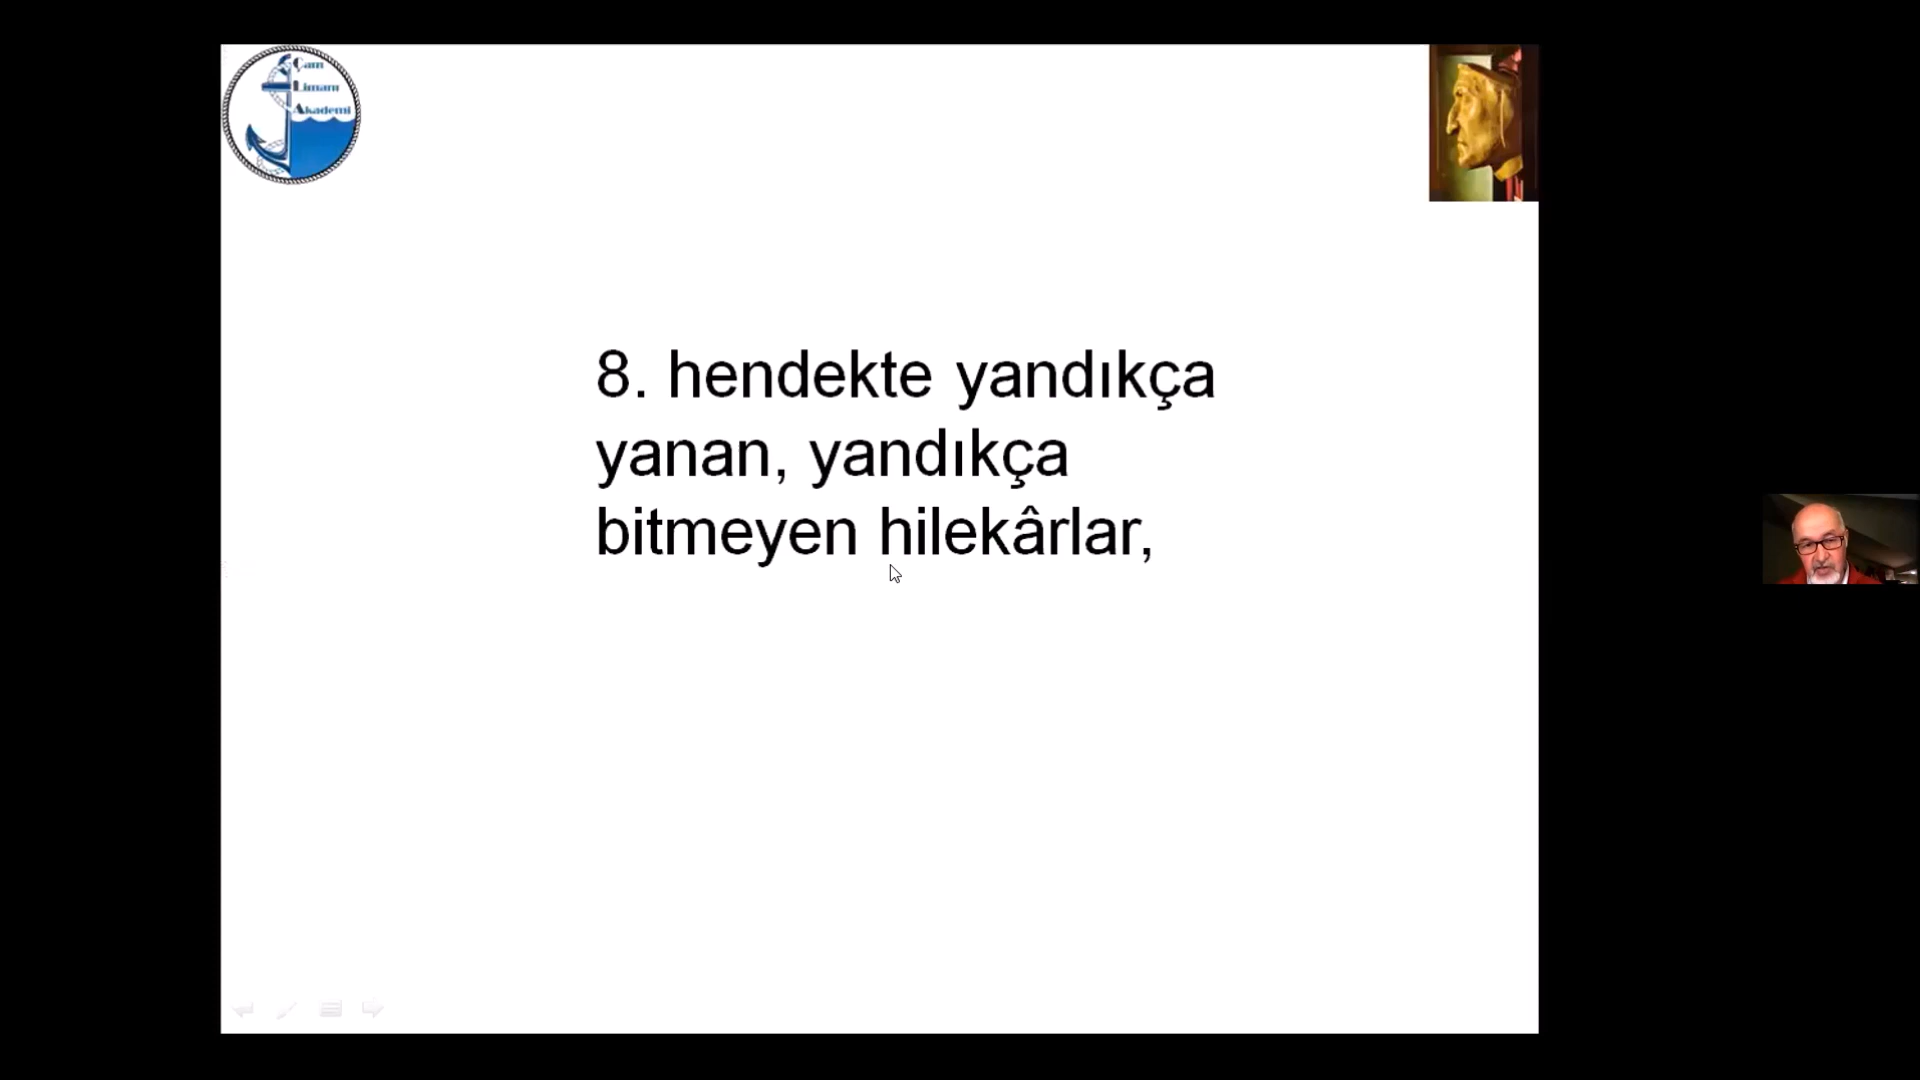 Çam
Limanı
Akademi
8. hendekte yandıkça
yanan, yandıkça
bitmeyen hilekârlar,